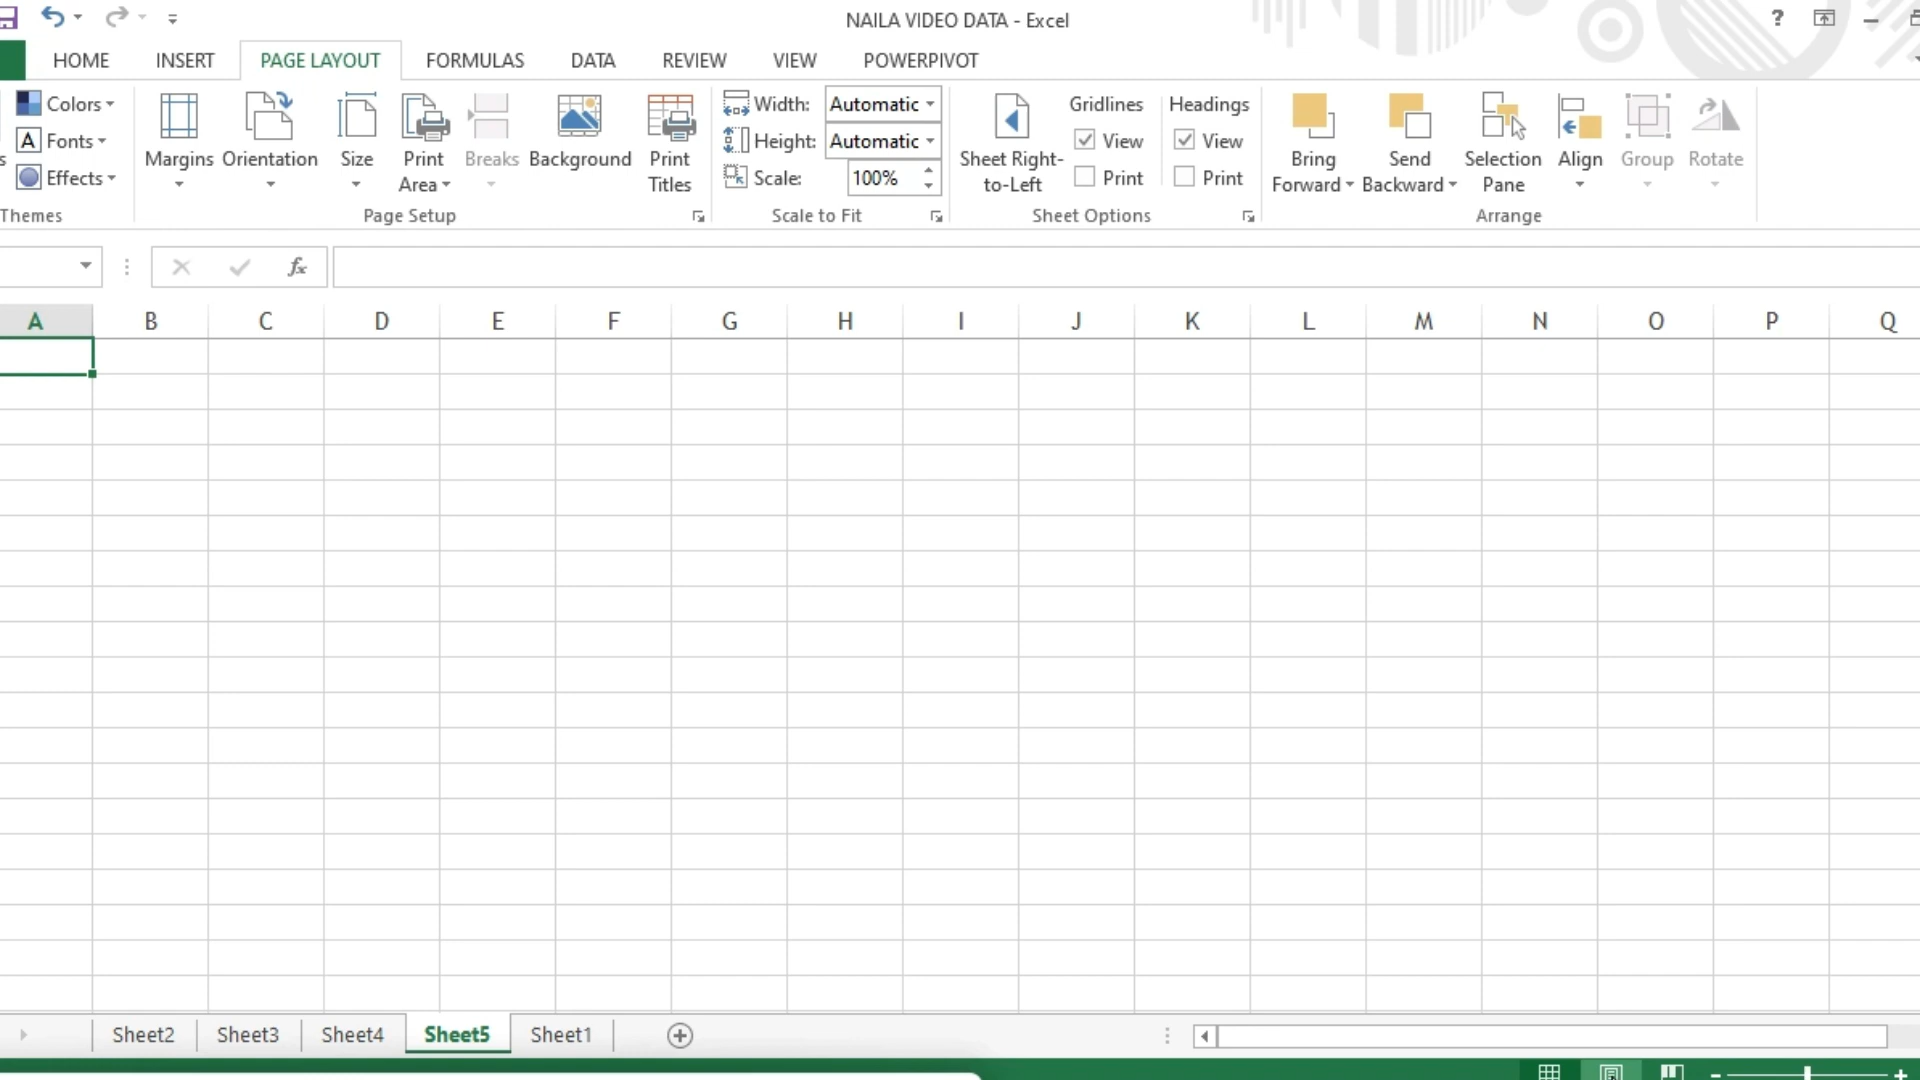 NAILA VIDEO DATA - Excel
?
HOME INSERT PAGE LAYOUT FORMULAS DATA REVIEW VIEW POWERPIVOT
Colors
Fonts
Effects
Themes
Margins
Orientation
Size
Print Area
Breaks
Background
Print Titles
Page Setup
Width: Automatic
Height: Automatic
Scale: 100%
Scale to Fit
Sheet Right-to-Left
Gridlines
View
Print
Headings
View
Print
Sheet Options
Bring Forward
Send Backward
Selection Pane
Align
Group
Rotate
Arrange
fx
A B C D E F G H I J K L M N O P Q
Sheet2 Sheet3 Sheet4 Sheet5 Sheet1